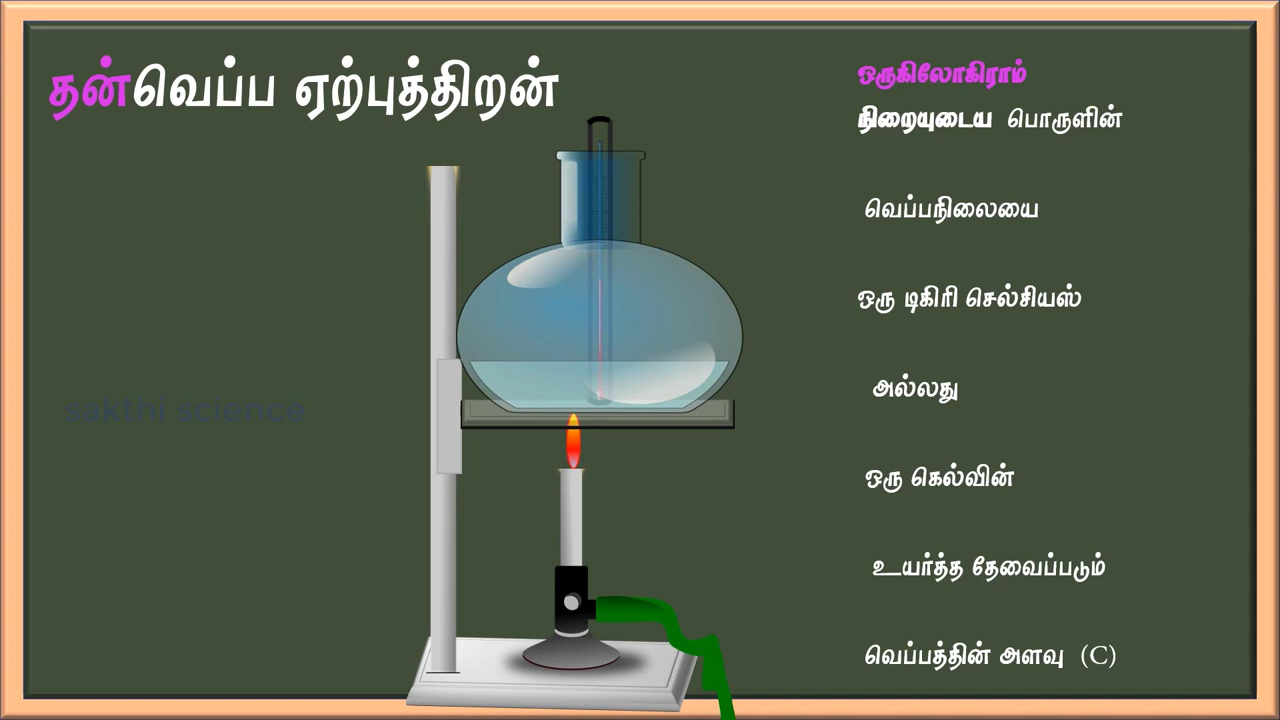 தன்வெப்ப ஏற்புத்திறன்
ஒருகிலோகிராம்
நிறையுடைய பொருளின்
வெப்பநிலையை
ஒரு டிகிரி செல்சியஸ்
அல்லது
ஒரு கெல்வின்
உயர்த்த தேவைப்படும்
வெப்பத்தின் அளவு (C)
sakthi science